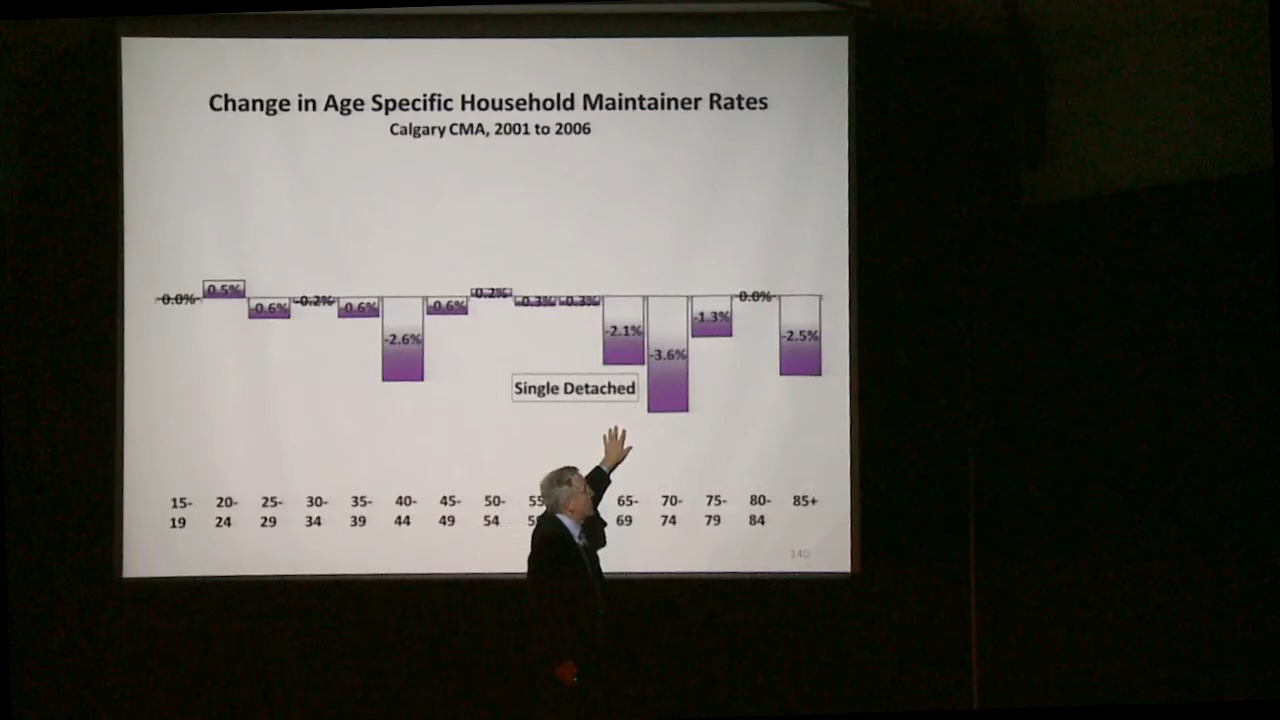 Change in Age Specific Household Maintainer Rates
Calgary CMA, 2001 to 2006
-0.0% 0.5% -0.6% -0.2% -0.6% -2.6% -0.6% 0.2% -0.3% -0.3% -2.1% -3.6% -1.3% 0.0% -2.5%
Single Detached
15- 20- 25- 30- 35- 40- 45- 50- 55 65- 70- 75- 80- 85+
19 24 29 34 39 44 49 54 5 69 74 79 84
140